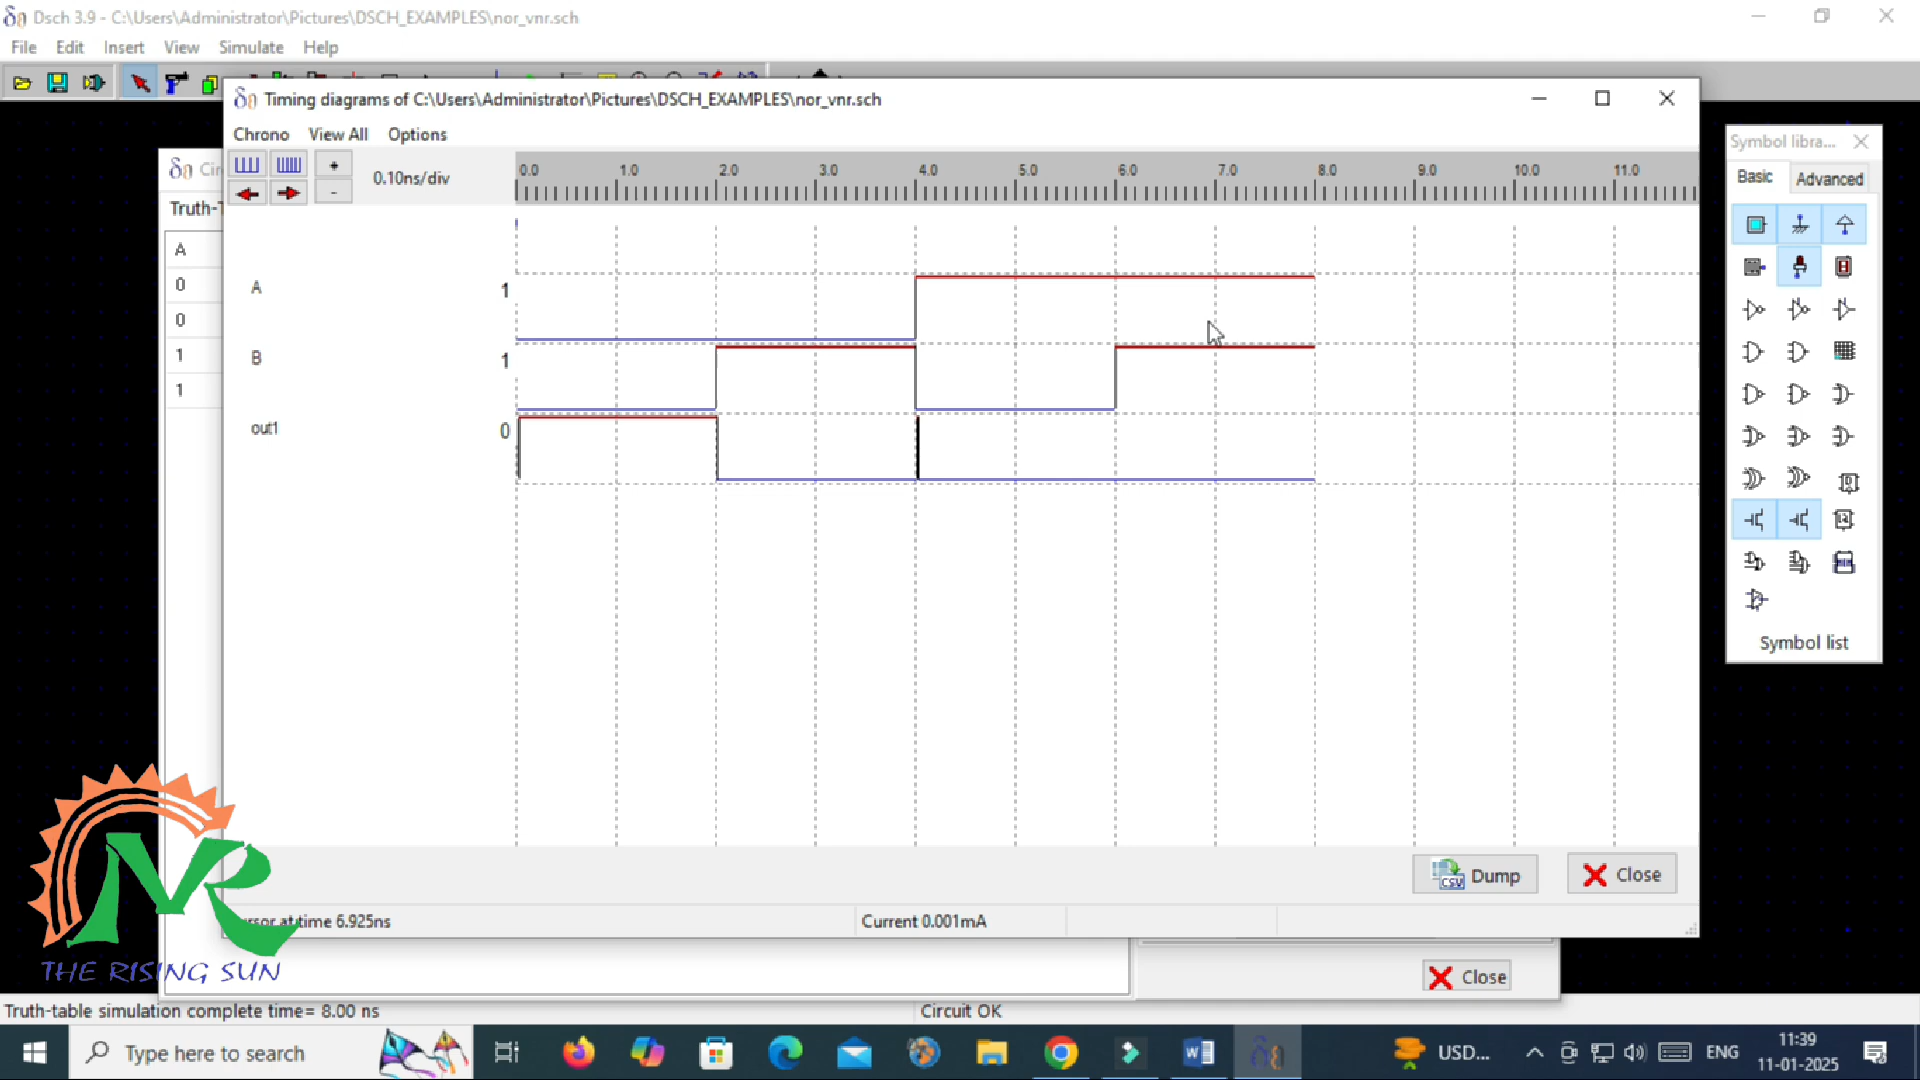 Dsch 3.9 - C:\Users\Administrator\Pictures\DSCH_EXAMPLES\nor_vnr.sch
File Edit Insert View Simulate Help
Timing diagrams of C:\Users\Administrator\Pictures\DSCH_EXAMPLES\nor_vnr.sch
Chrono View All Options
+
-
0.10ns/div
0.0 1.0 2.0 3.0 4.0 5.0 6.0 7.0 8.0 9.0 10.0 11.0
Truth-
A
0
0
1
1
A 1
B 1
out1 0
Symbol libra...
Basic Advanced
Symbol list
Dump
Close
at time 6.925ns
Current 0.001mA
Close
NR
THE RISING SUN
Truth-table simulation complete time= 8.00 ns
Circuit OK
Type here to search
USD...
ENG
11:39
11-01-2025